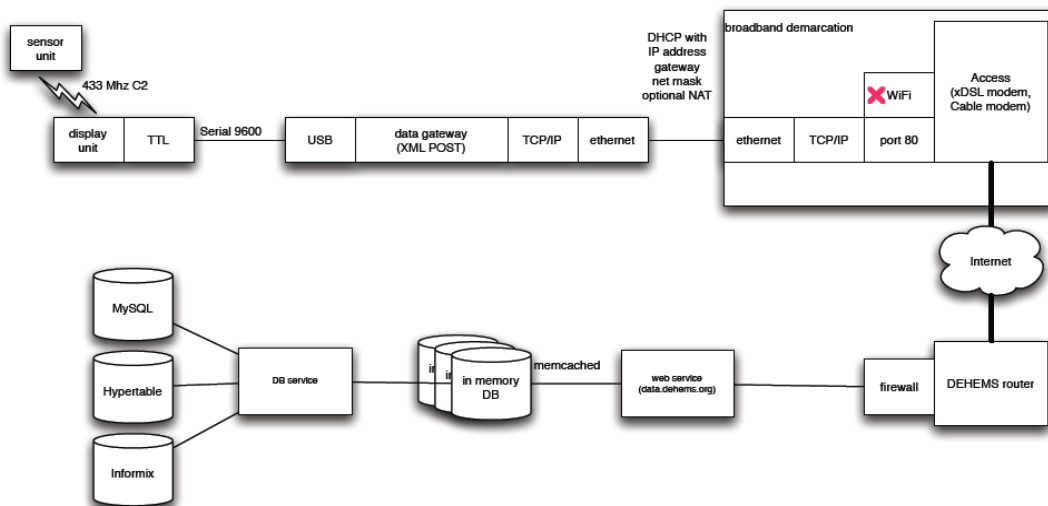 sensor
unit
433 Mhz C2
display
unit
TTL
Serial 9600
USB
data gateway
(XML POST)
TCP/IP
ethernet
DHCP with
IP address
gateway
net mask
optional NAT
broadband demarcation
ethernet
TCP/IP
WiFi
port 80
Access
(xDSL modem,
Cable modem)
Internet
DEHEMS router
firewall
web service
(data.dehems.org)
memcached
in
in
in memory
DB
DB service
MySQL
Hypertable
Informix